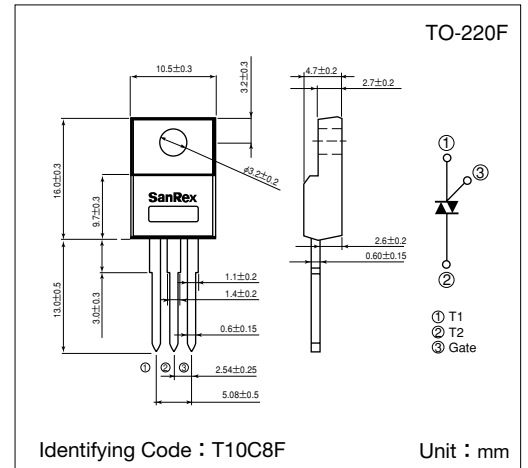 TO-220F
10.5±0.3
3.2±0.2
4.7±0.2
2.7±0.2
16.0±0.3
9.7±0.3
φ3.2±0.2
SanRex
13.0±0.5
3.0±0.3
1.1±0.2
1.4±0.2
0.6±0.15
① ② ③
2.54±0.25
5.08±0.5
2.6±0.2
0.60±0.15
①
③
②
① T1
② T2
③ Gate
Identifying Code：T10C8F
Unit：mm